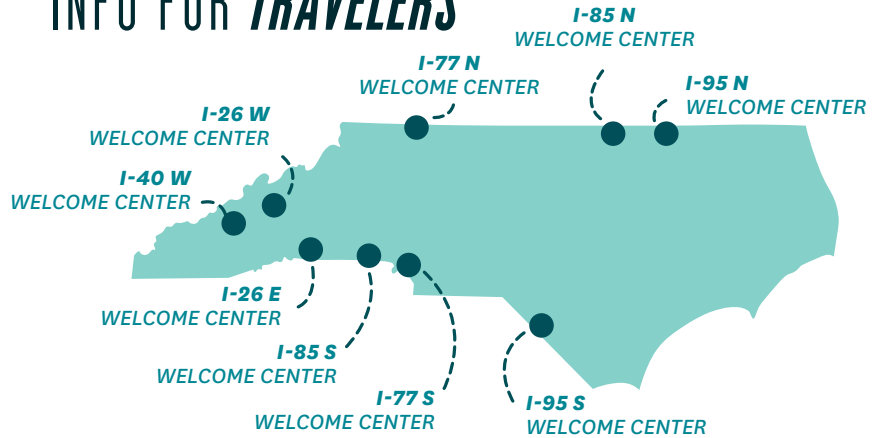 INFO FOR TRAVELERS
I-85 N
WELCOME CENTER
I-77 N
WELCOME CENTER
I-95 N
WELCOME CENTER
I-26 W
WELCOME CENTER
I-40 W
WELCOME CENTER
I-26 E
WELCOME CENTER
I-85 S
WELCOME CENTER
I-77 S
WELCOME CENTER
I-95 S
WELCOME CENTER